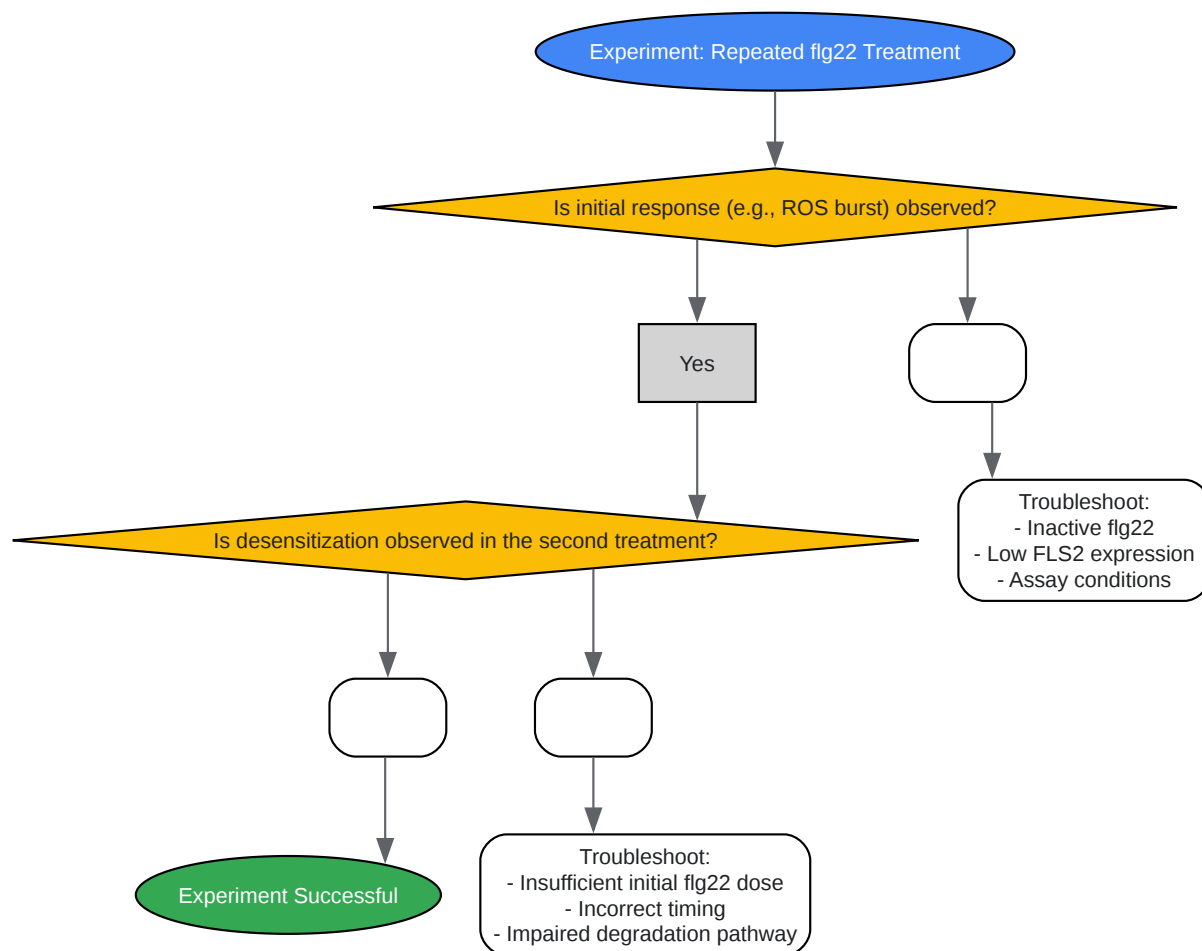 Experiment: Repeated flg22 Treatment
Is initial response (e.g., ROS burst) observed?
Yes
Troubleshoot:
- Inactive flg22
- Low FLS2 expression
- Assay conditions
Is desensitization observed in the second treatment?
Experiment Successful
Troubleshoot:
- Insufficient initial flg22 dose
- Incorrect timing
- Impaired degradation pathway